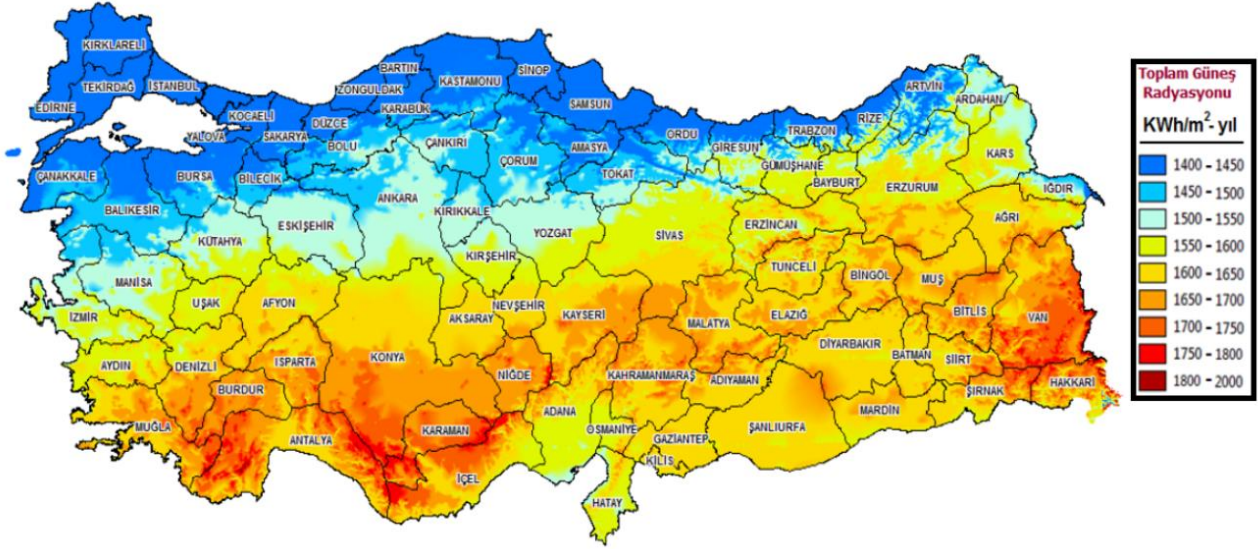 KIRKLARELİ
TEKİRDAĞ
İSTANBUL
EDİRNE
KOCAELİ
YALOVA
SAKARYA
DÜZCE
ZONGULDAK
BARTIN
KARABÜK
KASTAMONU
SİNOP
SAMSUN
BOLU
ÇANKIRI
ÇORUM
AMASYA
TOKAT
ORDU
GİRESUN
TRABZON
RİZE
ARTVİN
ARDAHAN
KARS
GÜMÜŞHANE
BAYBURT
ERZURUM
IĞDIR
AĞRI
ÇANAKKALE
BALIKESİR
BURSA
BİLECİK
KÜTAHYA
ESKİŞEHİR
ANKARA
KIRIKKALE
YOZGAT
KIRŞEHİR
SİVAS
ERZİNCAN
TUNCELİ
BİNGÖL
MUŞ
BİTLİS
VAN
MANİSA
İZMİR
UŞAK
AFYON
AKSARAY
NEVŞEHİR
KAYSERİ
MALATYA
ELAZIĞ
DİYARBAKIR
BATMAN
SİİRT
ŞIRNAK
HAKKARİ
AYDIN
DENİZLİ
ISPARTA
BURDUR
KONYA
NİĞDE
KAHRAMANMARAŞ
ADIYAMAN
MARDİN
MUĞLA
ANTALYA
KARAMAN
İÇEL
ADANA
OSMANİYE
GAZİANTEP
KİLİS
ŞANLIURFA
HATAY
Toplam Güneş
Radyasyonu
KWh/m²- yıl
1400 - 1450
1450 - 1500
1500 - 1550
1550 - 1600
1600 - 1650
1650 - 1700
1700 - 1750
1750 - 1800
1800 - 2000